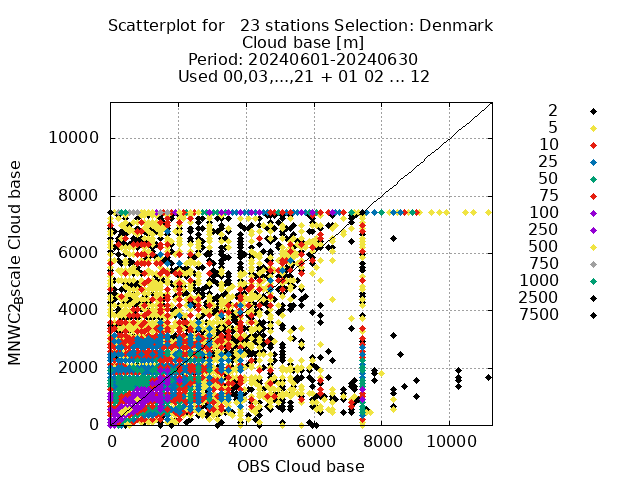 Scatterplot for 23 stations Selection: Denmark
Cloud base [m]
Period: 20240601-20240630
Used 00,03,...,21 + 01 02 ... 12
MNWC2Bscale Cloud base
10000
8000
6000
4000
2000
0
0 2000 4000 6000 8000 10000
OBS Cloud base
2
5
10
25
50
75
100
250
500
750
1000
2500
7500